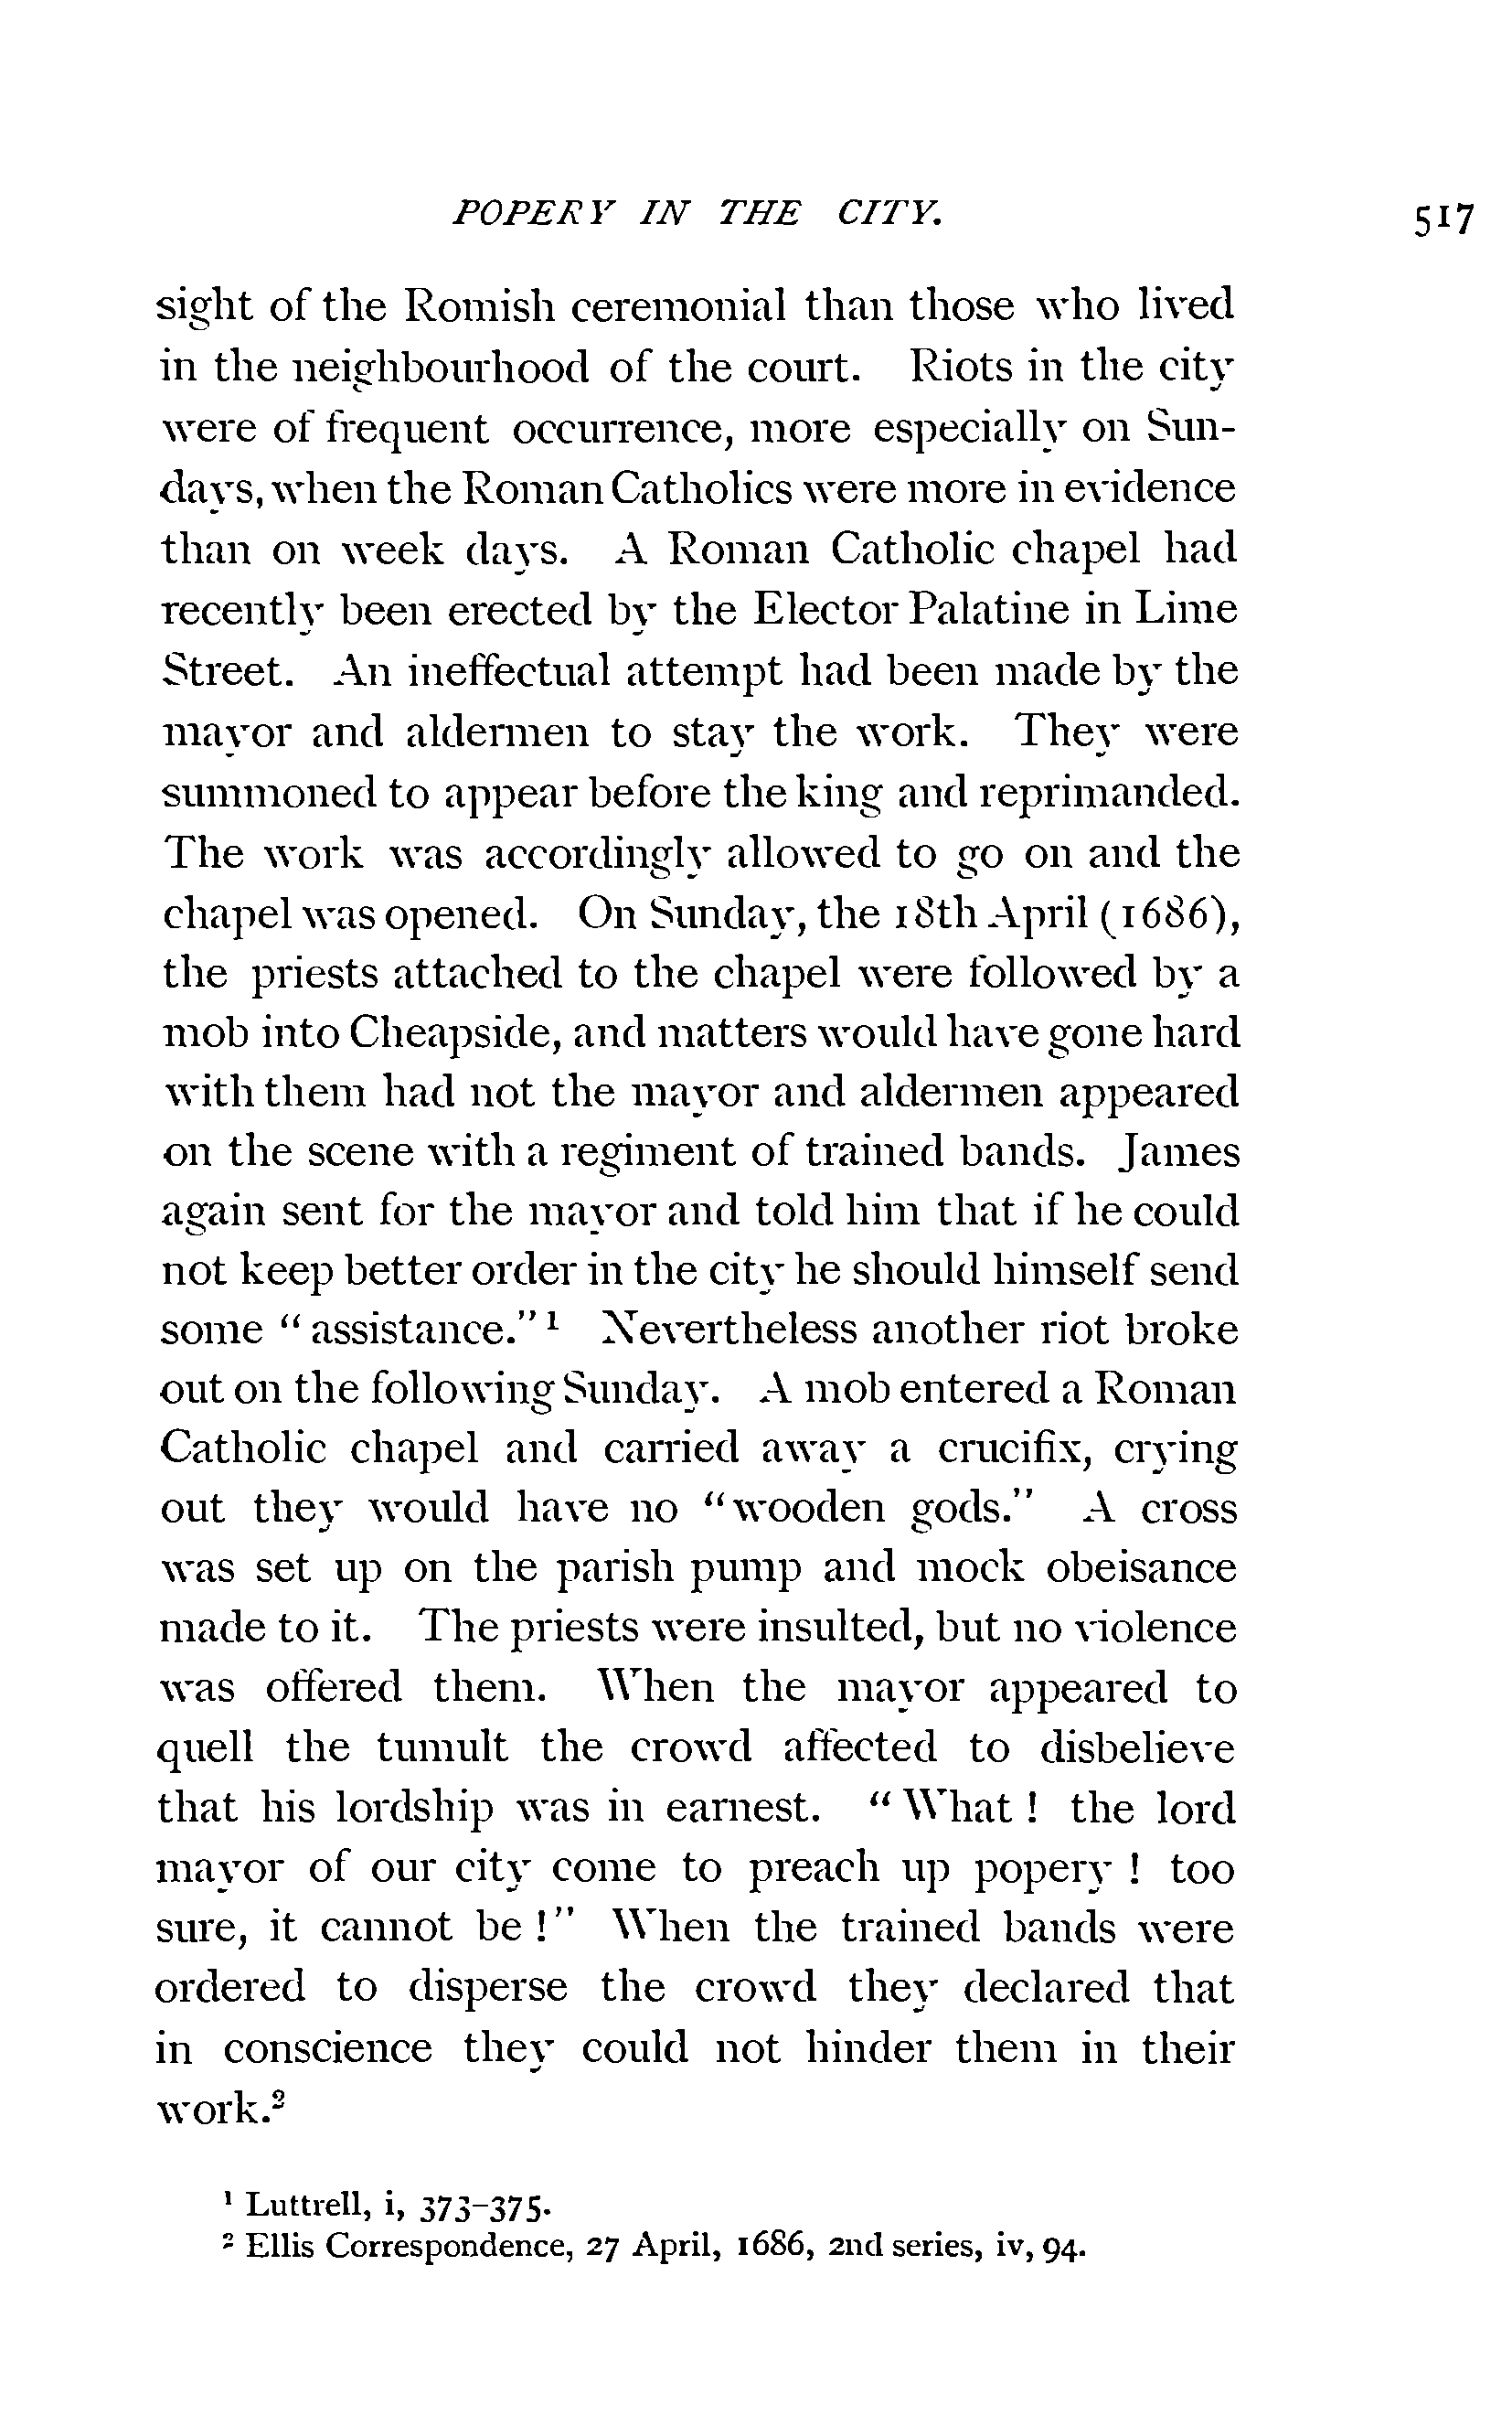 POPERY IN THE CITY. 517
sight of the Romish ceremonial than those who lived
in the neighbourhood of the court. Riots in the city
were of frequent occurrence, more especially on Sun-
days, when the Roman Catholics were more in evidence
than on week days. A Roman Catholic chapel had
recently been erected by the Elector Palatine in Lime
Street. An ineffectual attempt had been made by the
mayor and aldermen to stay the work. They were
summoned to appear before the king and reprimanded.
The work was accordingly allowed to go on and the
chapel was opened. On Sunday, the 18th April (1686),
the priests attached to the chapel were followed by a
mob into Cheapside, and matters would have gone hard
with them had not the mayor and aldermen appeared
on the scene with a regiment of trained bands. James
again sent for the mayor and told him that if he could
not keep better order in the city he should himself send
some "assistance."¹ Nevertheless another riot broke
out on the following Sunday. A mob entered a Roman
Catholic chapel and carried away a crucifix, crying
out they would have no "wooden gods." A cross
was set up on the parish pump and mock obeisance
made to it. The priests were insulted, but no violence
was offered them. When the mayor appeared to
quell the tumult the crowd affected to disbelieve
that his lordship was in earnest. "What! the lord
mayor of our city come to preach up popery! too
sure, it cannot be!" When the trained bands were
ordered to disperse the crowd they declared that
in conscience they could not hinder them in their
work.²
¹ Luttrell, i, 373-375.
² Ellis Correspondence, 27 April, 1686, 2nd series, iv, 94.